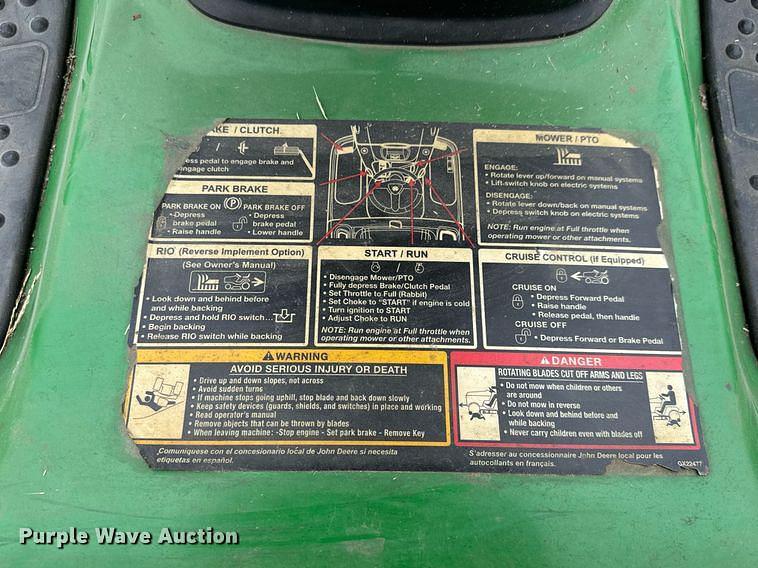 KE / CLUTCH
ess pedal to engage brake and
engage clutch
PARK BRAKE
PARK BRAKE ON (P) PARK BRAKE OFF
• Depress brake pedal
• Raise handle
• Depress brake pedal
• Lower handle
MOWER / PTO
ENGAGE:
• Rotate lever up/forward on manual systems
• Lift switch knob on electric systems
DISENGAGE:
• Rotate lever down/back on manual systems
• Depress switch knob on electric systems
NOTE: Run engine at Full throttle when
operating mower or other attachments.
RIO (Reverse Implement Option)
(See Owner's Manual)
• Look down and behind before
and while backing
• Depress and hold RIO switch...
• Begin backing
• Release RIO switch while backing
START / RUN
• Disengage Mower/PTO
• Fully depress Brake/Clutch Pedal
• Set Throttle to Full (Rabbit)
• Set Choke to "START" if engine is cold
• Turn ignition to START
• Adjust Choke to RUN
NOTE: Run engine at Full throttle when
operating mower or other attachments.
CRUISE CONTROL (if Equipped)
CRUISE ON
• Depress Forward Pedal
• Raise handle
• Release pedal, then handle
CRUISE OFF
• Depress Forward or Brake Pedal
WARNING
AVOID SERIOUS INJURY OR DEATH
• Drive up and down slopes, not across
• Avoid sudden turns
• If machine stops going uphill, stop blade and back down slowly
• Keep safety devices (guards, shields, and switches) in place and working
• Read operator's manual
• Remove objects that can be thrown by blades
• When leaving machine: -Stop engine - Set park brake - Remove Key
DANGER
ROTATING BLADES CUT OFF ARMS AND LEGS
• Do not mow when children or others
are around
• Do not mow in reverse
• Look down and behind before and
while backing
• Never carry children even with blades off
Comuníquese con el concesionario local de John Deere si necesita
etiquetas en español.
S'adresser au concessionnaire John Deere local pour les
autocollants en français.
GX22477
Purple Wave Auction